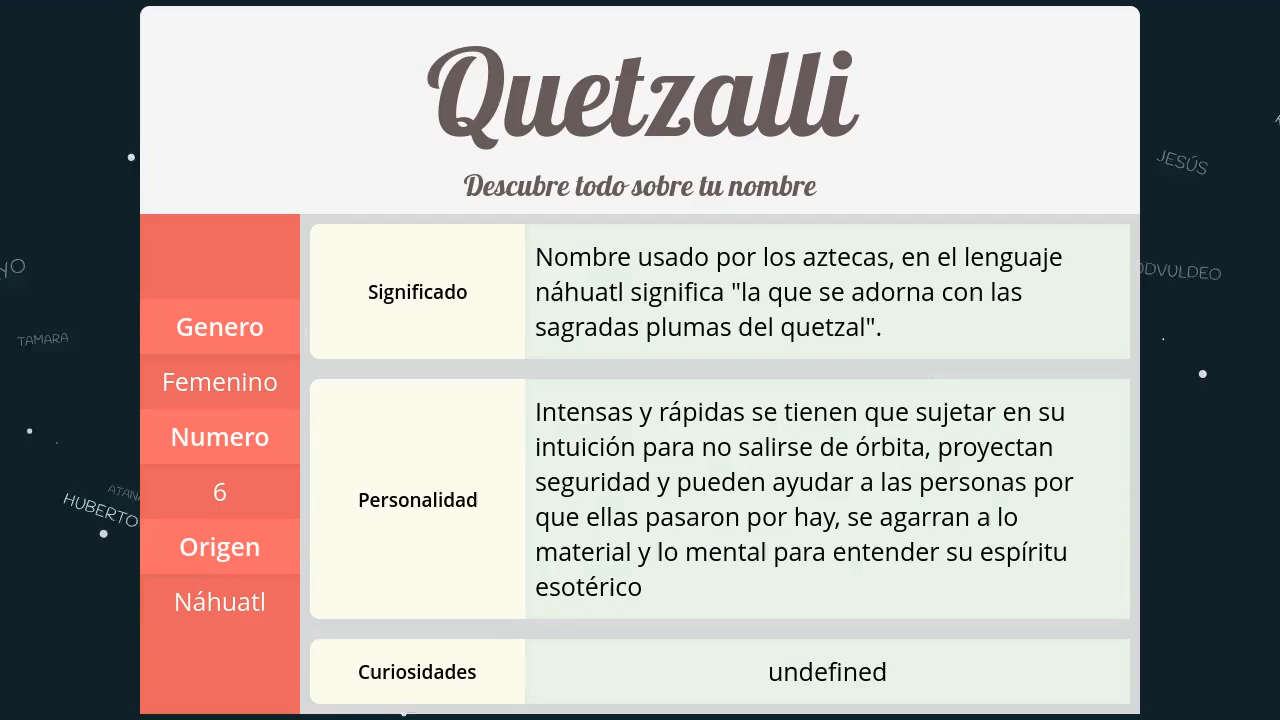 Quetzalli
Descubre todo sobre tu nombre
JESÚS
TAMARA
HUBERTO
Genero
Femenino
Numero
6
Origen
Náhuatl
Significado
Nombre usado por los aztecas, en el lenguaje
náhuatl significa "la que se adorna con las
sagradas plumas del quetzal".
Personalidad
Intensas y rápidas se tienen que sujetar en su
intuición para no salirse de órbita, proyectan
seguridad y pueden ayudar a las personas por
que ellas pasaron por hay, se agarran a lo
material y lo mental para entender su espíritu
esotérico
Curiosidades
undefined